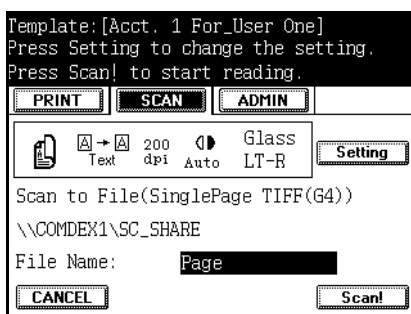 Template:[Acct. 1 For_User One]
Press Setting to change the setting.
Press Scan! to start reading.
PRINT SCAN ADMIN
A → A Text 200 dpi Auto Glass LT-R Setting
Scan to File(SinglePage TIFF(G4))
\\COMDEX1\SC_SHARE
File Name: Page
CANCEL Scan!